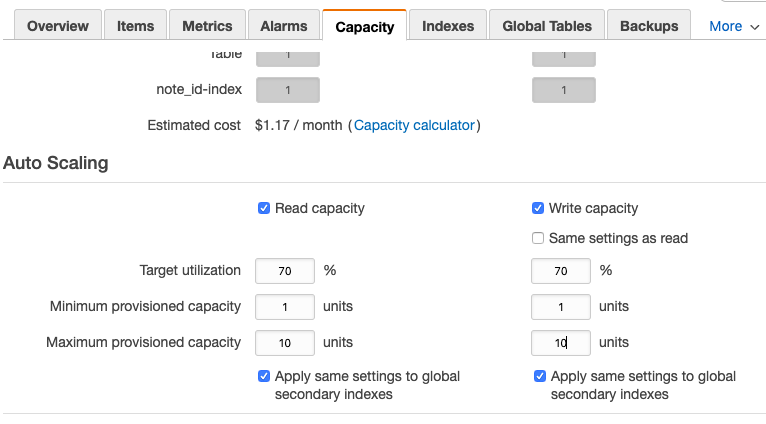 Overview Items Metrics Alarms Capacity Indexes Global Tables Backups More
Table 1 1
note_id-index 1 1
Estimated cost $1.17 / month (Capacity calculator)
Auto Scaling
Read capacity Write capacity
Same settings as read
Target utilization 70 % 70 %
Minimum provisioned capacity 1 units 1 units
Maximum provisioned capacity 10 units 10 units
Apply same settings to global Apply same settings to global
secondary indexes secondary indexes